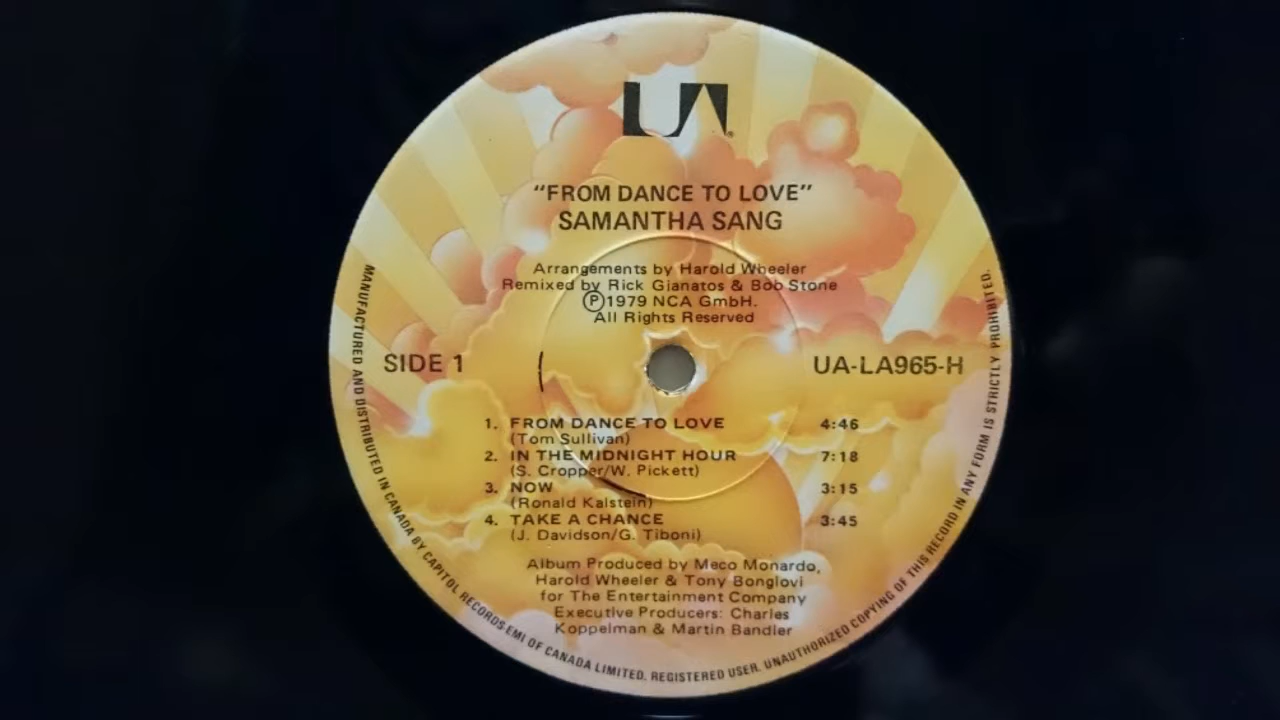 UA®
“FROM DANCE TO LOVE”
SAMANTHA SANG
Arrangements by Harold Wheeler
Remixed by Rick Gianatos & Bob Stone
Ⓟ1979 NCA GmbH.
All Rights Reserved
SIDE 1
UA-LA965-H
1. FROM DANCE TO LOVE 4:46
(Tom Sullivan)
2. IN THE MIDNIGHT HOUR 7:18
(S. Cropper/W. Pickett)
3. NOW 3:15
(Ronald Kalstein)
4. TAKE A CHANCE 3:45
(J. Davidson/G. Tiboni)
Album Produced by Meco Monardo,
Harold Wheeler & Tony Bongiovi
for The Entertainment Company
Executive Producers: Charles
Koppelman & Martin Bandler
MANUFACTURED AND DISTRIBUTED IN CANADA BY CAPITOL RECORDS-EMI OF CANADA LIMITED. REGISTERED USER. UNAUTHORIZED COPYING OF THIS RECORD IN ANY FORM IS STRICTLY PROHIBITED.